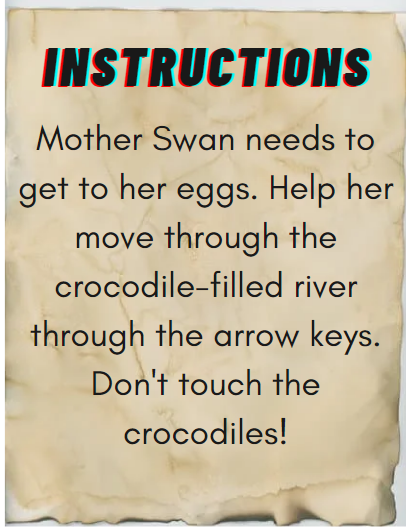 INSTRUCTIONS
Mother Swan needs to
get to her eggs. Help her
move through the
crocodile-filled river
through the arrow keys.
Don't touch the
crocodiles!